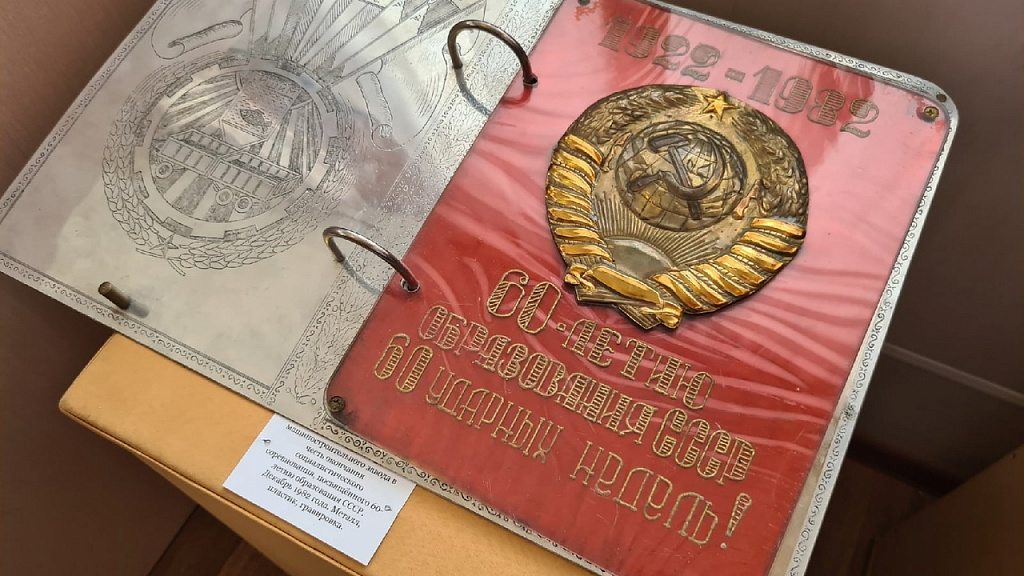 1922-1982
60-ЛЕТИЮ
ОБРАЗОВАНИЯ СССР
60 УДАРНЫХ НЕДЕЛЬ!
машиностроительного завода в
честь окончания
социалистического
соревнования, посвящённого 60-
летию образования СССР.
Декабрь 1982 года. Металл,
пластик; гравировка.